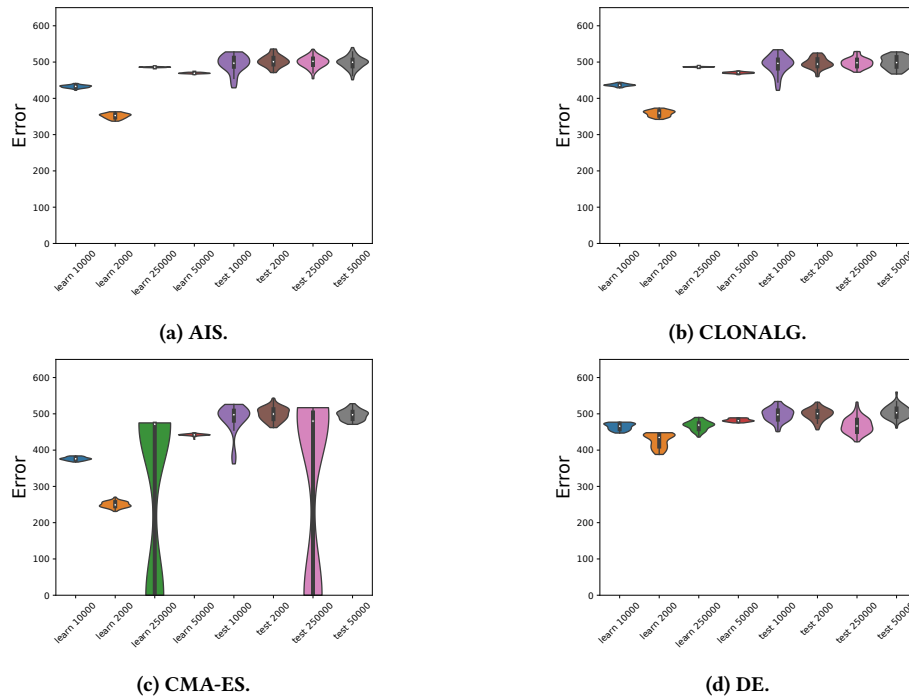 600
500
400
300
200
100
0
Error
learn 10000
learn 2000
learn 250000
learn 50000
test 10000
test 2000
test 250000
test 50000
(a) AIS.
600
500
400
300
200
100
0
Error
learn 10000
learn 2000
learn 250000
learn 50000
test 10000
test 2000
test 250000
test 50000
(b) CLONALG.
600
500
400
300
200
100
0
Error
learn 10000
learn 2000
learn 250000
learn 50000
test 10000
test 2000
test 250000
test 50000
(c) CMA-ES.
600
500
400
300
200
100
0
Error
learn 10000
learn 2000
learn 250000
learn 50000
test 10000
test 2000
test 250000
test 50000
(d) DE.